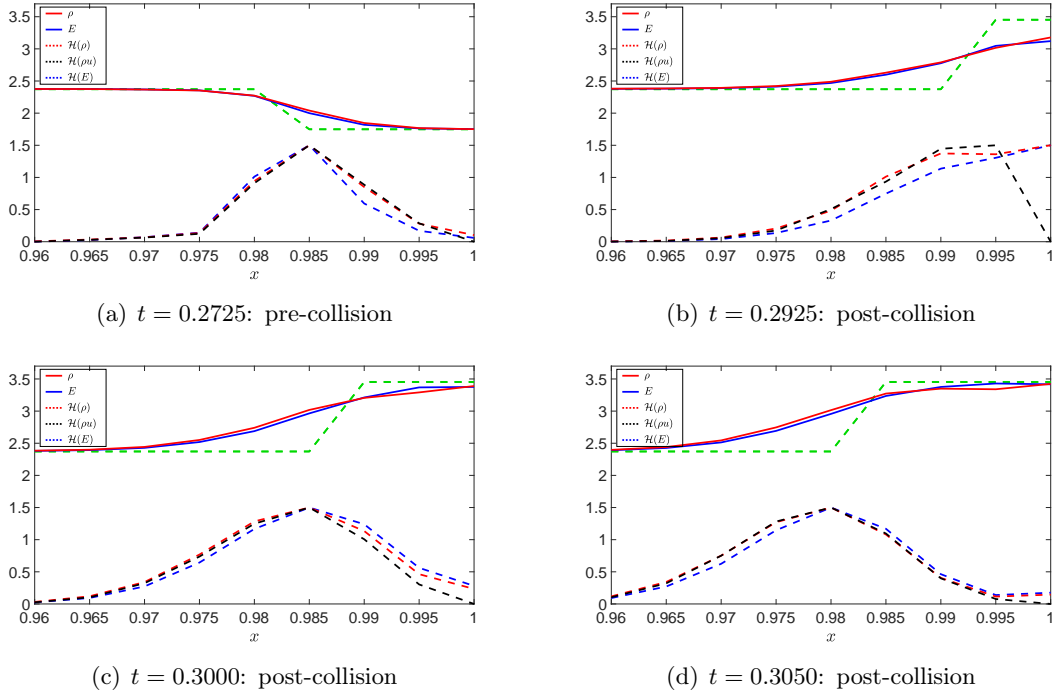 3.5
3
2.5
2
1.5
1
0.5
0
ρ
E
ℋ(ρ)
ℋ(ρu)
ℋ(E)
0.96 0.965 0.97 0.975 0.98 0.985 0.99 0.995 1
x
(a) t = 0.2725: pre-collision
3.5
3
2.5
2
1.5
1
0.5
0
ρ
E
ℋ(ρ)
ℋ(ρu)
ℋ(E)
0.96 0.965 0.97 0.975 0.98 0.985 0.99 0.995 1
x
(b) t = 0.2925: post-collision
3.5
3
2.5
2
1.5
1
0.5
0
ρ
E
ℋ(ρ)
ℋ(ρu)
ℋ(E)
0.96 0.965 0.97 0.975 0.98 0.985 0.99 0.995 1
x
(c) t = 0.3000: post-collision
3.5
3
2.5
2
1.5
1
0.5
0
ρ
E
ℋ(ρ)
ℋ(ρu)
ℋ(E)
0.96 0.965 0.97 0.975 0.98 0.985 0.99 0.995 1
x
(d) t = 0.3050: post-collision